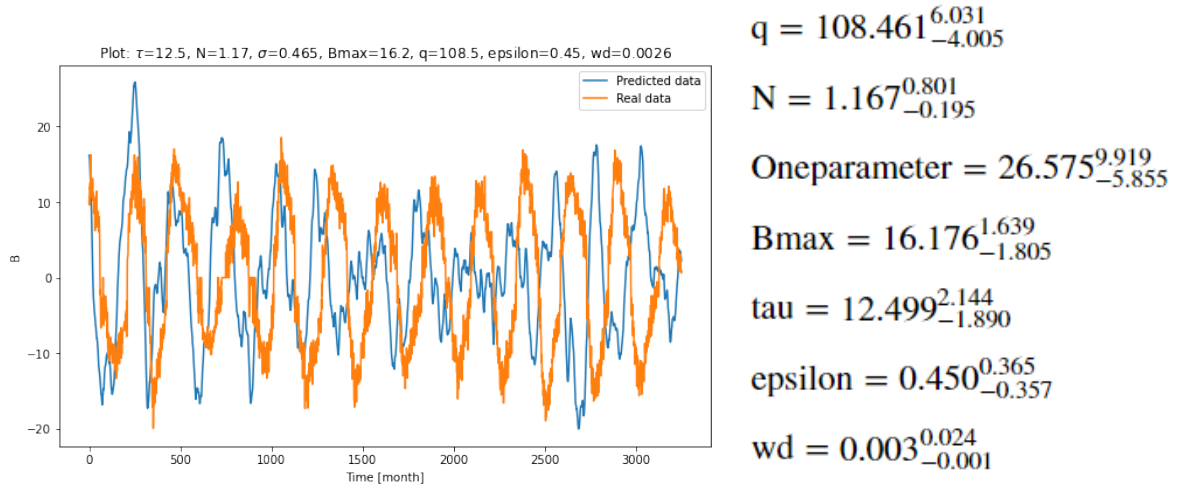 Plot: τ=12.5, N=1.17, σ=0.465, Bmax=16.2, q=108.5, epsilon=0.45, wd=0.0026
Predicted data
Real data
20
10
0
−10
−20
B
0 500 1000 1500 2000 2500 3000
Time [month]
q = 108.461 6.031 −4.005
N = 1.167 0.801 −0.195
Oneparameter = 26.575 9.919 −5.855
Bmax = 16.176 1.639 −1.805
tau = 12.499 2.144 −1.890
epsilon = 0.450 0.365 −0.357
wd = 0.003 0.024 −0.001